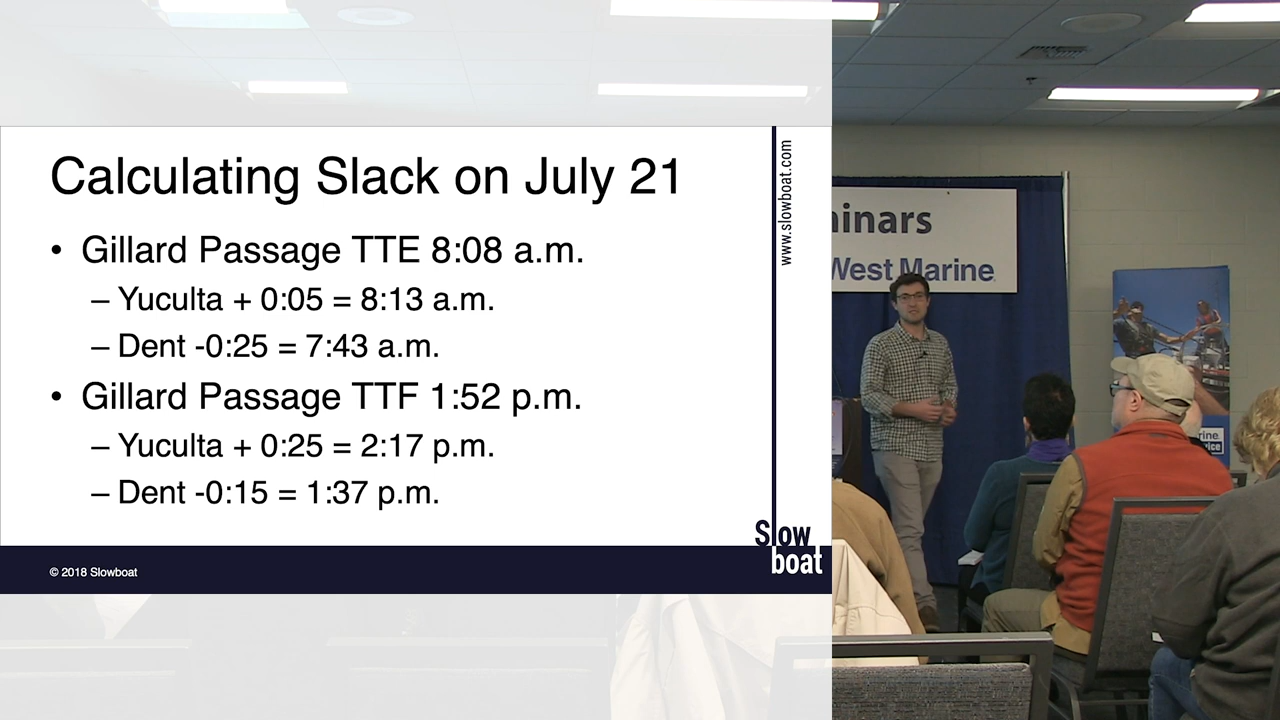 Calculating Slack on July 21
• Gillard Passage TTE 8:08 a.m.
– Yuculta + 0:05 = 8:13 a.m.
– Dent -0:25 = 7:43 a.m.
• Gillard Passage TTF 1:52 p.m.
– Yuculta + 0:25 = 2:17 p.m.
– Dent -0:15 = 1:37 p.m.
www.slowboat.com
Slow
boat
© 2018 Slowboat
inars
West Marine
rine